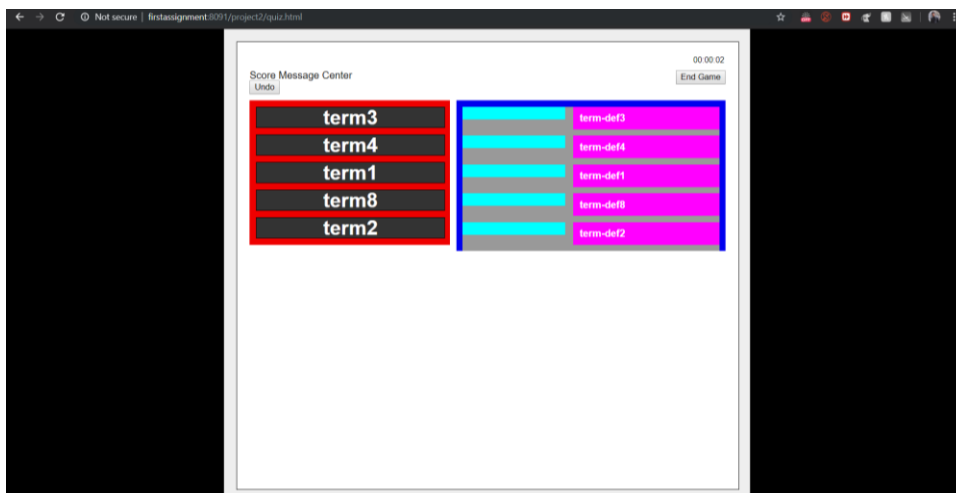 Not secure | firstassignment:8091/project2/quiz.html
00:00:02
Score Message Center
End Game
Undo
term3
term-def3
term4
term-def4
term1
term-def1
term8
term-def8
term2
term-def2